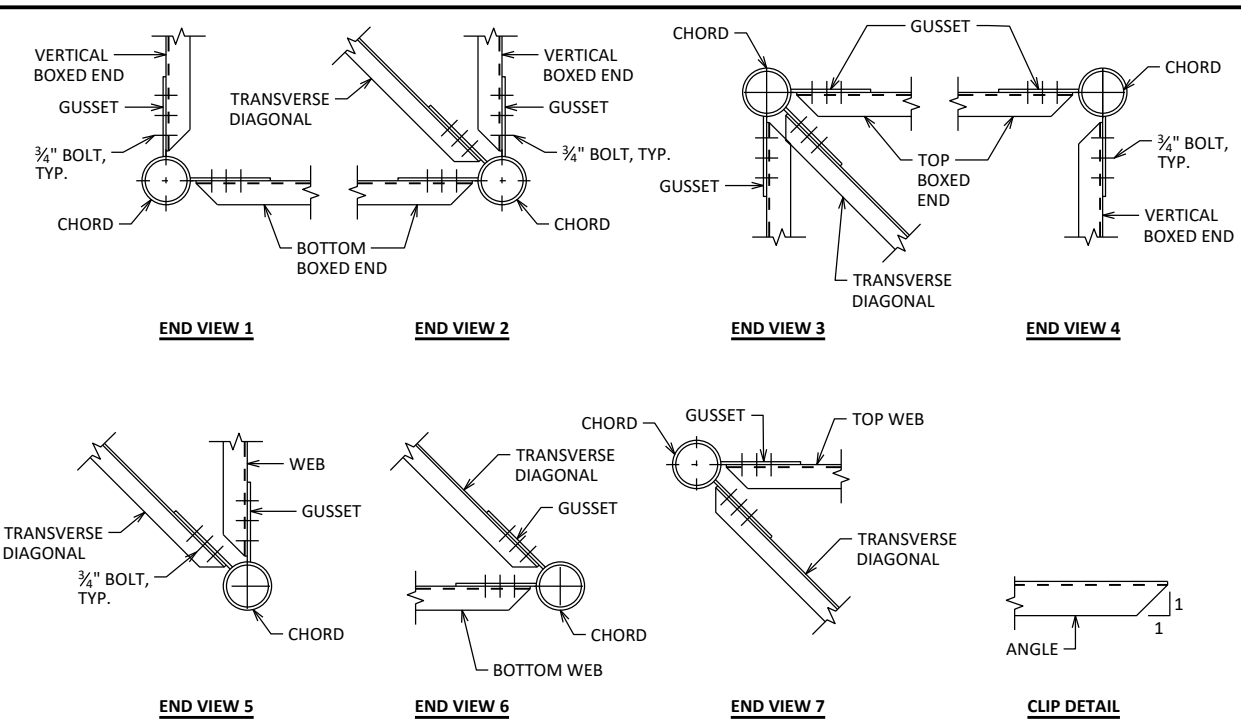 VERTICAL
BOXED END
GUSSET
¾" BOLT,
TYP.
CHORD
TRANSVERSE
DIAGONAL
VERTICAL
BOXED END
GUSSET
¾" BOLT, TYP.
CHORD
BOTTOM
BOXED END
END VIEW 1
END VIEW 2
CHORD
GUSSET
CHORD
GUSSET
TOP
BOXED
END
¾" BOLT,
TYP.
VERTICAL
BOXED END
TRANSVERSE
DIAGONAL
END VIEW 3
END VIEW 4
WEB
GUSSET
TRANSVERSE
DIAGONAL
¾" BOLT,
TYP.
CHORD
END VIEW 5
TRANSVERSE
DIAGONAL
GUSSET
CHORD
BOTTOM WEB
END VIEW 6
CHORD
GUSSET
TOP WEB
TRANSVERSE
DIAGONAL
END VIEW 7
1
1
ANGLE
CLIP DETAIL